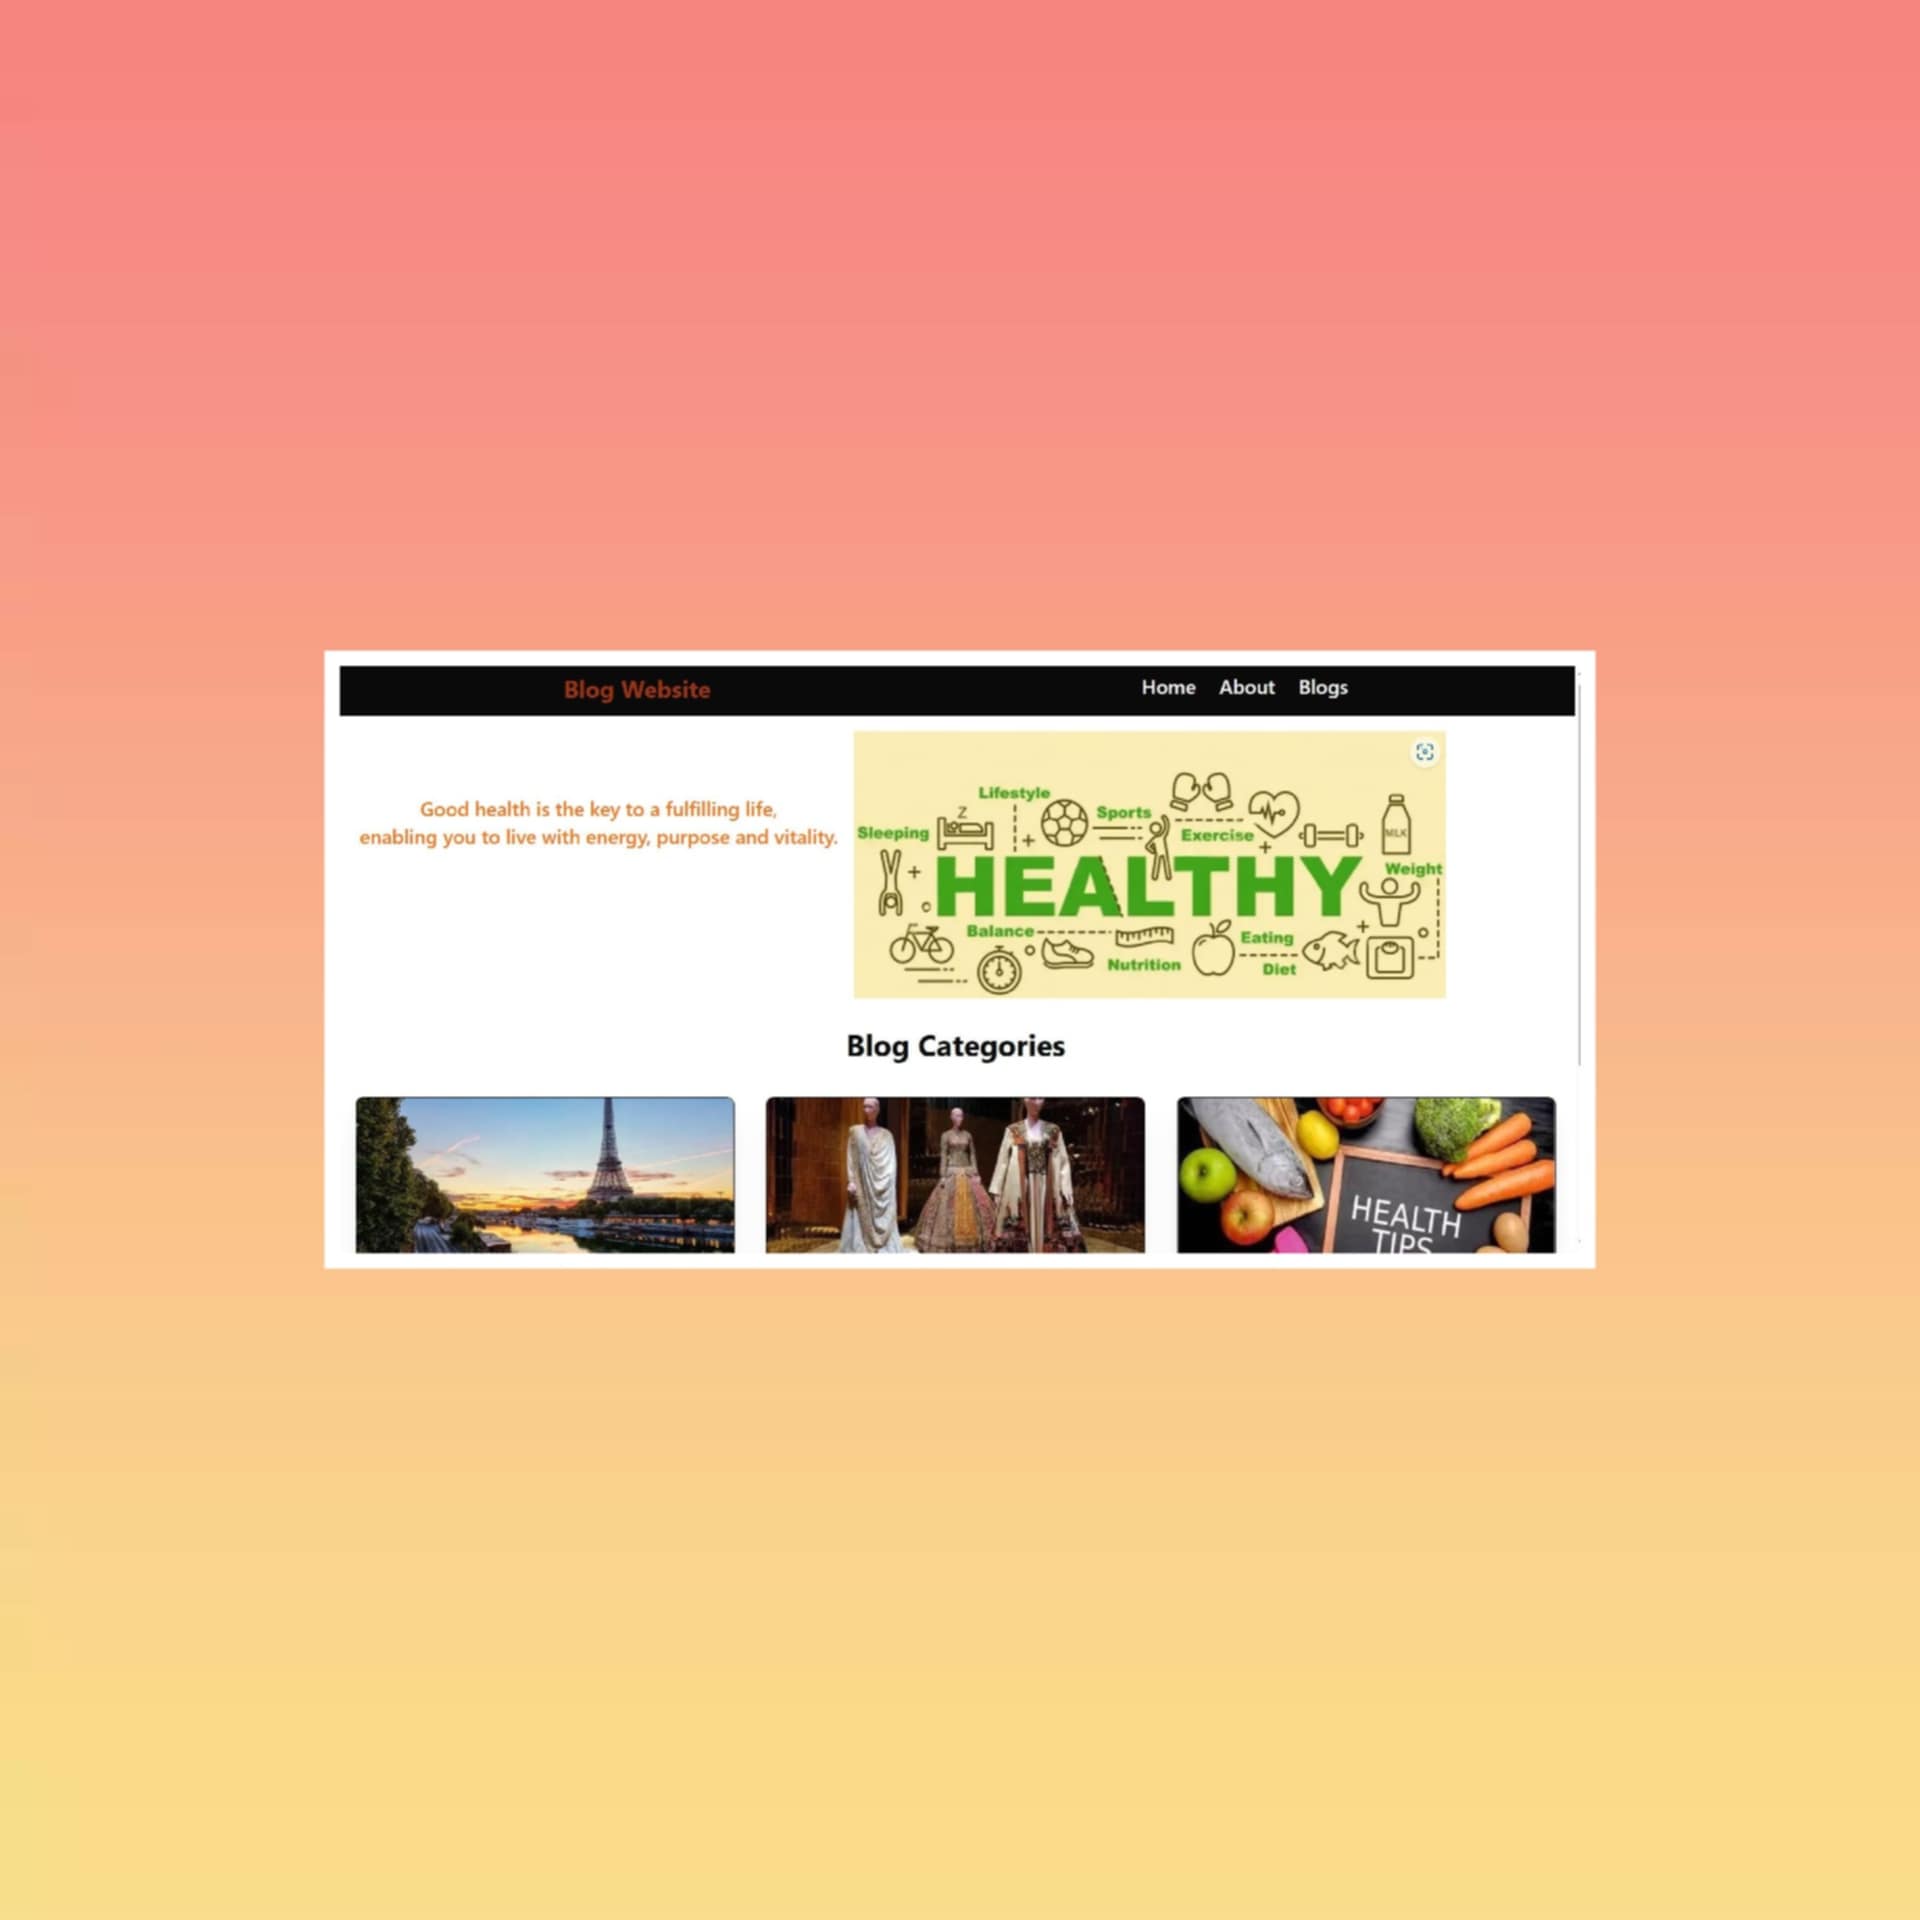 Blog Website
Home About Blogs
Good health is the key to a fulfilling life,
enabling you to live with energy, purpose and vitality.
Lifestyle
Z
Sports
Sleeping
Exercise
MLK
HEALTHY
Weight
Balance
Eating
Nutrition
Diet
Blog Categories
HEALTH
TIPS